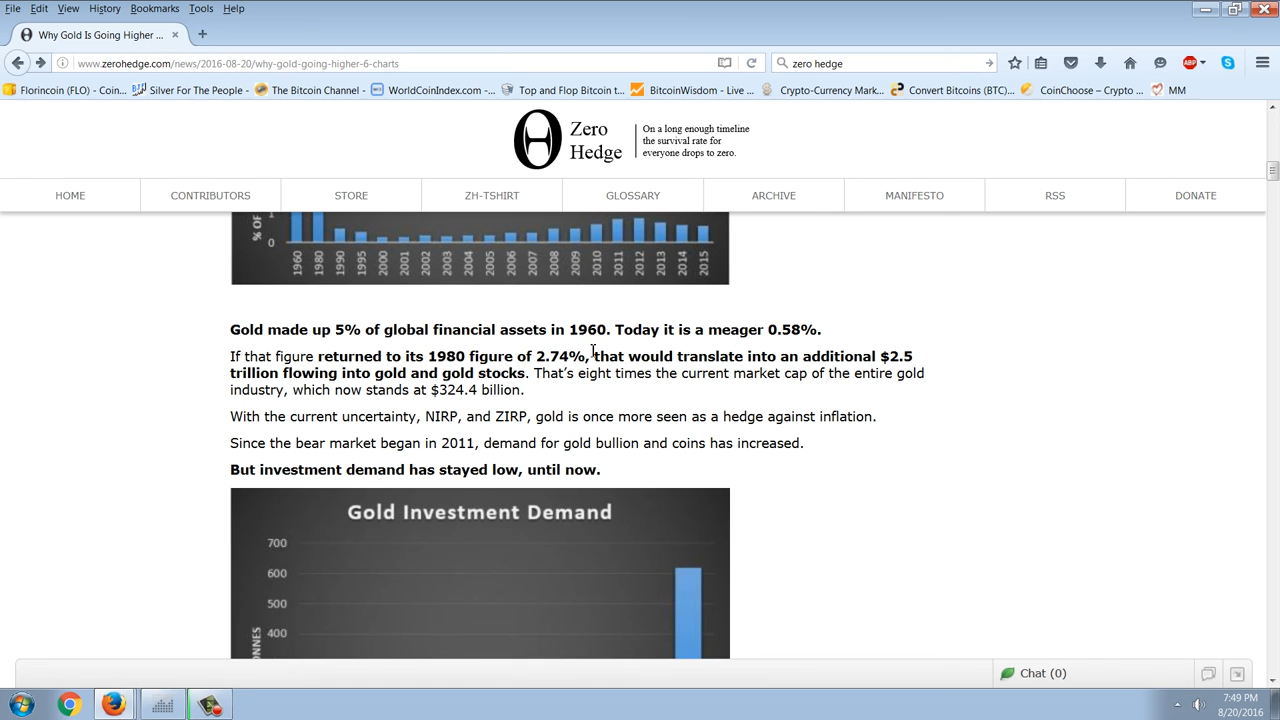 File Edit View History Bookmarks Tools Help
Why Gold Is Going Higher ...
www.zerohedge.com/news/2016-08-20/why-gold-going-higher-6-charts
zero hedge
ABP
Florincoin (FLO) - Coin...
Silver For The People -
The Bitcoin Channel -
WorldCoinIndex.com -...
Top and Flop Bitcoin t...
BitcoinWisdom - Live ...
Crypto-Currency Mark...
Convert Bitcoins (BTC)...
CoinChoose – Crypto ...
MM
Zero
Hedge
On a long enough timeline
the survival rate for
everyone drops to zero.
HOME CONTRIBUTORS STORE ZH-TSHIRT GLOSSARY ARCHIVE MANIFESTO RSS DONATE
% OF
0
1960 1980 1990 1995 2000 2001 2002 2003 2004 2005 2006 2007 2008 2009 2010 2011 2012 2013 2014 2015
Gold made up 5% of global financial assets in 1960. Today it is a meager 0.58%.
If that figure returned to its 1980 figure of 2.74%, that would translate into an additional $2.5
trillion flowing into gold and gold stocks. That’s eight times the current market cap of the entire gold
industry, which now stands at $324.4 billion.
With the current uncertainty, NIRP, and ZIRP, gold is once more seen as a hedge against inflation.
Since the bear market began in 2011, demand for gold bullion and coins has increased.
But investment demand has stayed low, until now.
Gold Investment Demand
700
600
500
400
ONNES
Chat (0)
7:49 PM
8/20/2016